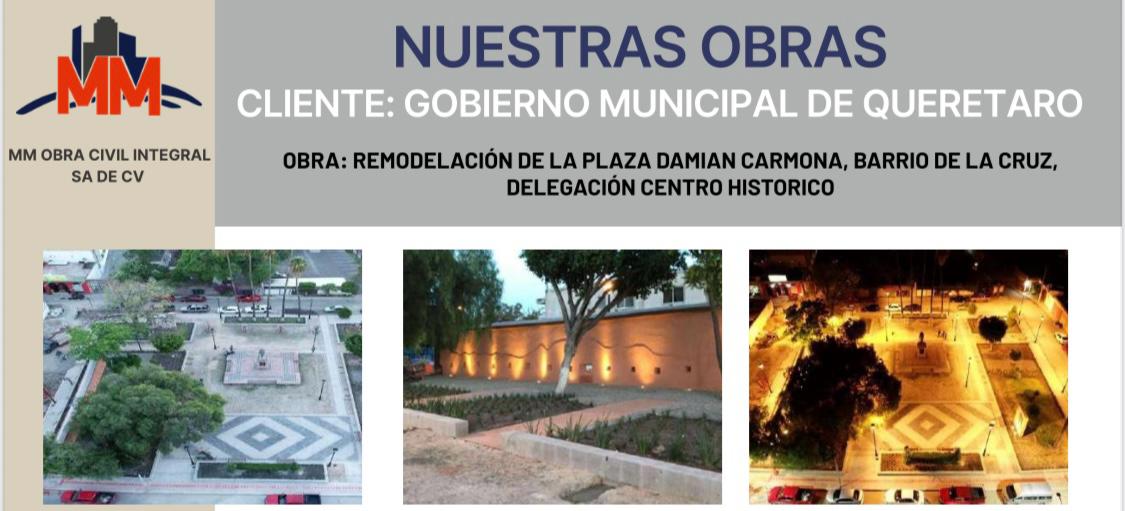 NUESTRAS OBRAS
CLIENTE: GOBIERNO MUNICIPAL DE QUERETARO
OBRA: REMODELACIÓN DE LA PLAZA DAMIAN CARMONA, BARRIO DE LA CRUZ,
DELEGACIÓN CENTRO HISTORICO
MM
MM OBRA CIVIL INTEGRAL
SA DE CV